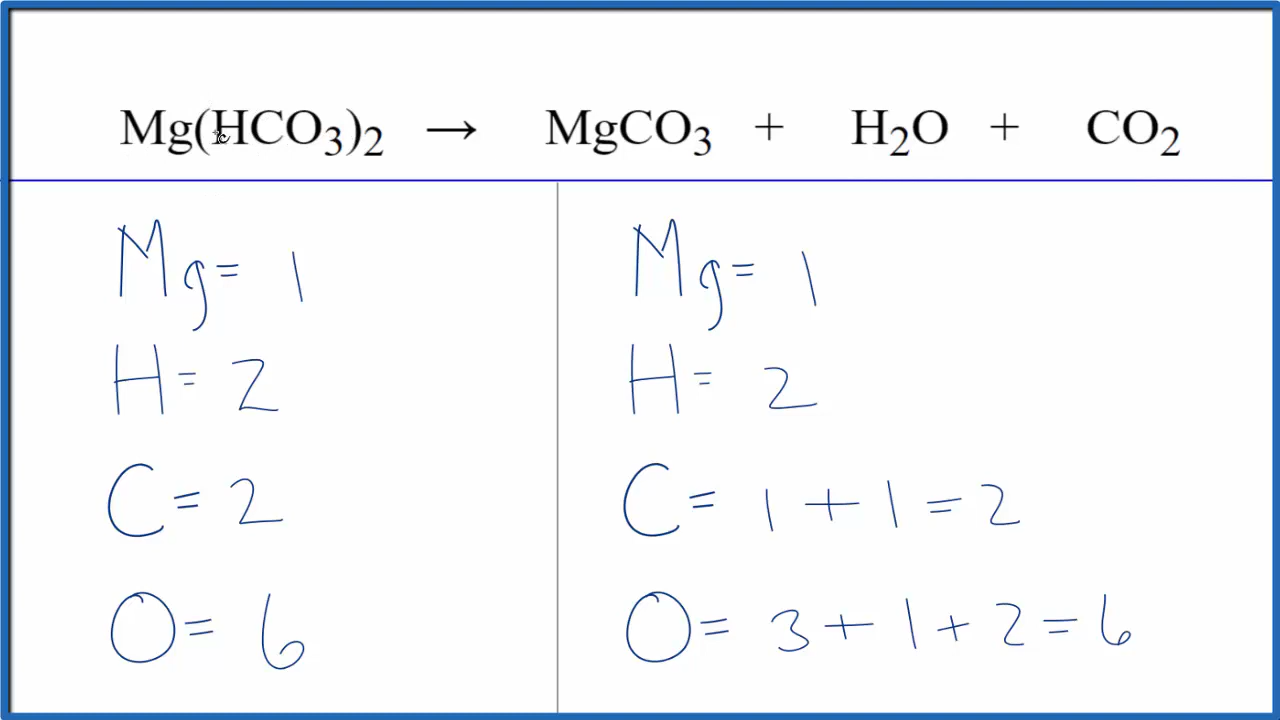 Mg(HCO₃)₂ → MgCO₃ + H₂O + CO₂
Mg = 1
H = 2
C = 2
O = 6
Mg = 1
H = 2
C = 1 + 1 = 2
O = 3 + 1 + 2 = 6